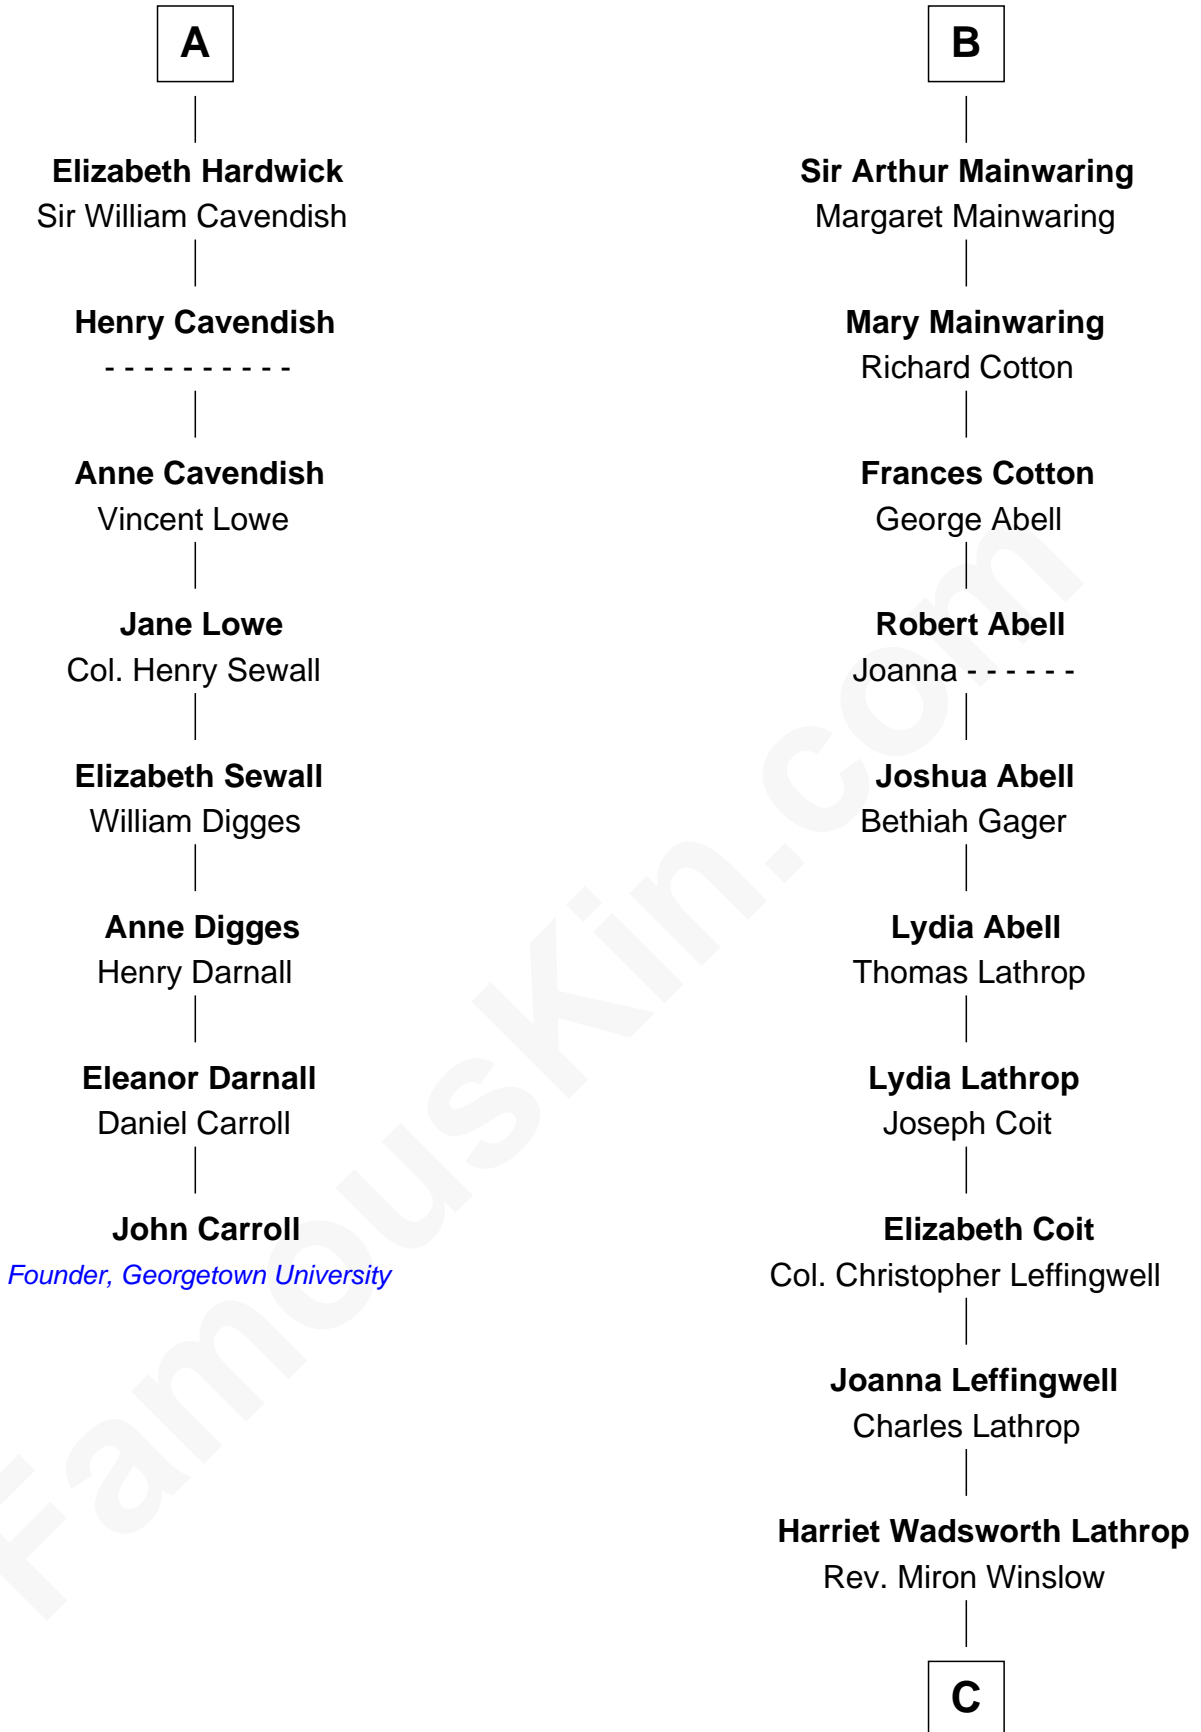 A
Elizabeth Hardwick
Sir William Cavendish
Henry Cavendish
- - - - - - - - - -
Anne Cavendish
Vincent Lowe
Jane Lowe
Col. Henry Sewall
Elizabeth Sewall
William Digges
Anne Digges
Henry Darnall
Eleanor Darnall
Daniel Carroll
John Carroll
Founder, Georgetown University
B
Sir Arthur Mainwaring
Margaret Mainwaring
Mary Mainwaring
Richard Cotton
Frances Cotton
George Abell
Robert Abell
Joanna - - - - - -
Joshua Abell
Bethiah Gager
Lydia Abell
Thomas Lathrop
Lydia Lathrop
Joseph Coit
Elizabeth Coit
Col. Christopher Leffingwell
Joanna Leffingwell
Charles Lathrop
Harriet Wadsworth Lathrop
Rev. Miron Winslow
C
FamousKin.com